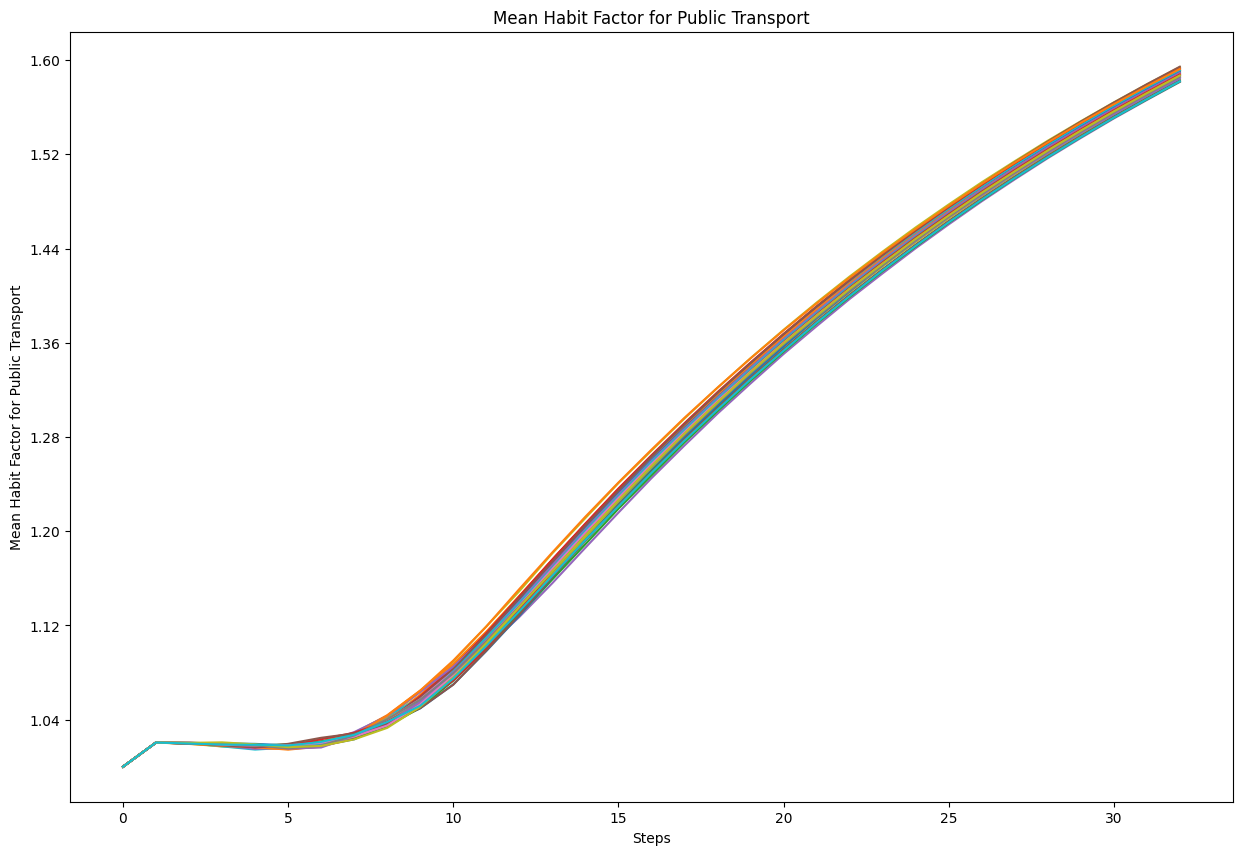 Mean Habit Factor for Public Transport
Mean Habit Factor for Public Transport
1.60
1.52
1.44
1.36
1.28
1.20
1.12
1.04
0 5 10 15 20 25 30
Steps